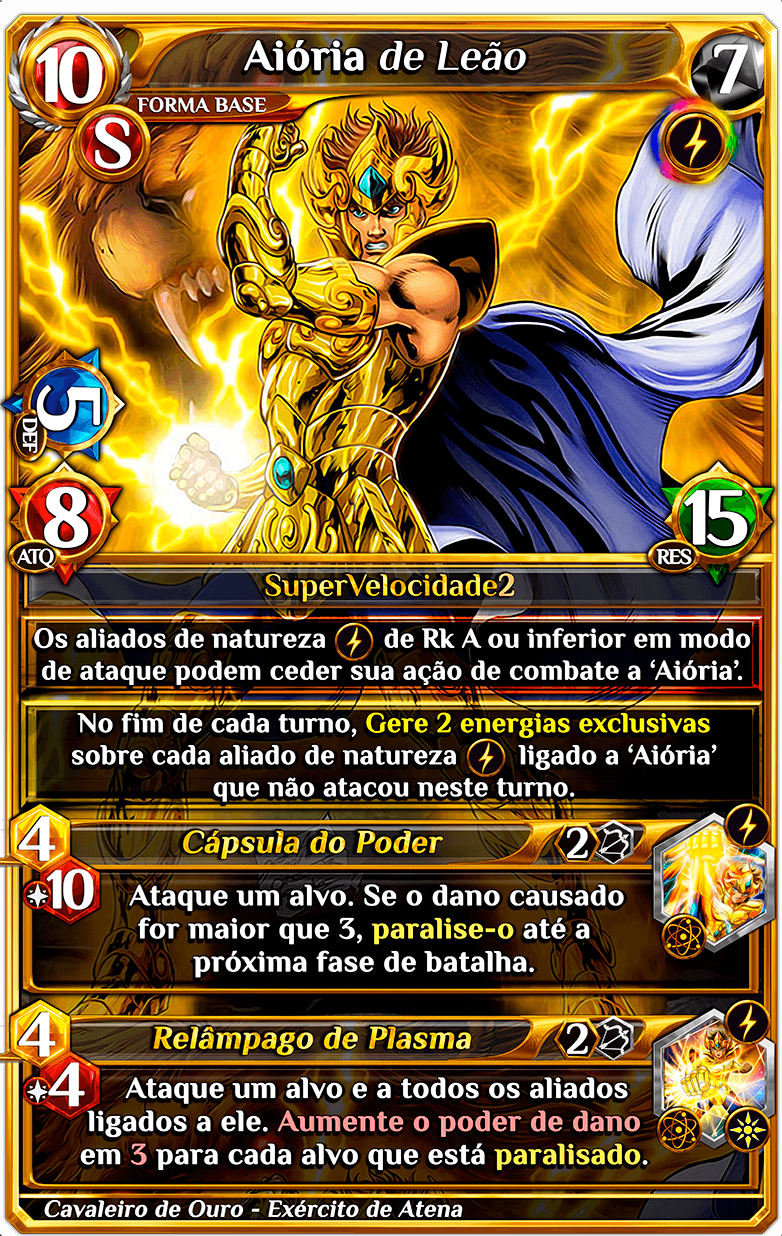 10
Aióría de Leão
7
FORMA BASE
S
5
DEF
8
ATQ
15
RES
SuperVelocidade2
Os aliados de natureza de Rk A ou inferior em modo
de ataque podem ceder sua ação de combate a ‘Aióría’.
No fim de cada turno, Gere 2 energias exclusivas
sobre cada aliado de natureza ligado a ‘Aióría’
que não atacou neste turno.
4
Cápsula do Poder
2
10
Ataque um alvo. Se o dano causado
for maior que 3, paralise-o até a
próxima fase de batalha.
4
Relâmpago de Plasma
2
4
Ataque um alvo e a todos os aliados
ligados a ele. Aumente o poder de dano
em 3 para cada alvo que está paralisado.
Cavaleiro de Ouro - Exército de Atena